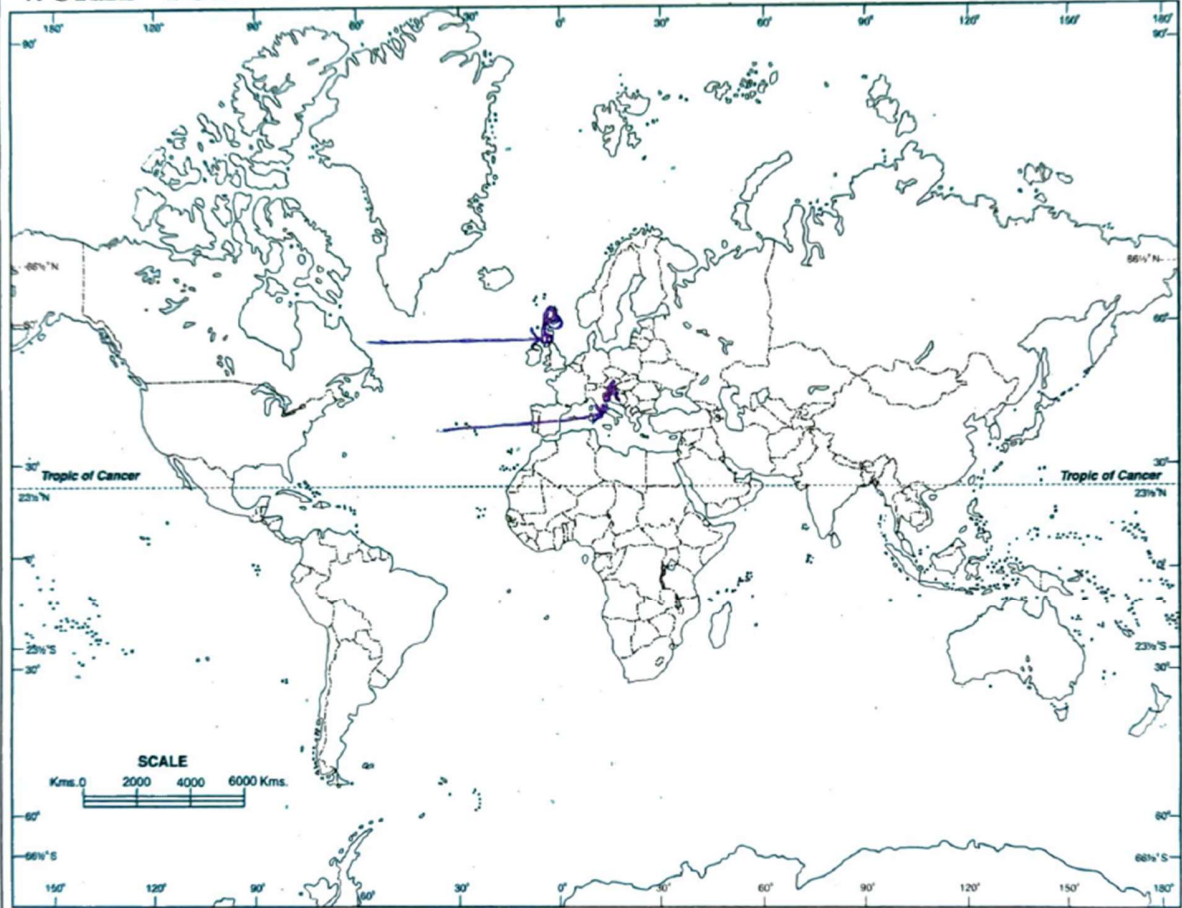 180° 150° 120° 90° 60° 30° 0° 30° 60° 90° 120° 150° 180°
90° 90°
66½° N 66½° N
60° 60°
30° 30°
Tropic of Cancer Tropic of Cancer
23½° N 23½° N
0° 0°
23½° S 23½° S
30° 30°
SCALE
Kms. 0 2000 4000 6000 Kms.
60° 60°
66½° S 66½° S
150° 120° 90° 60° 30° 0° 30° 60° 90° 120° 150° 180°